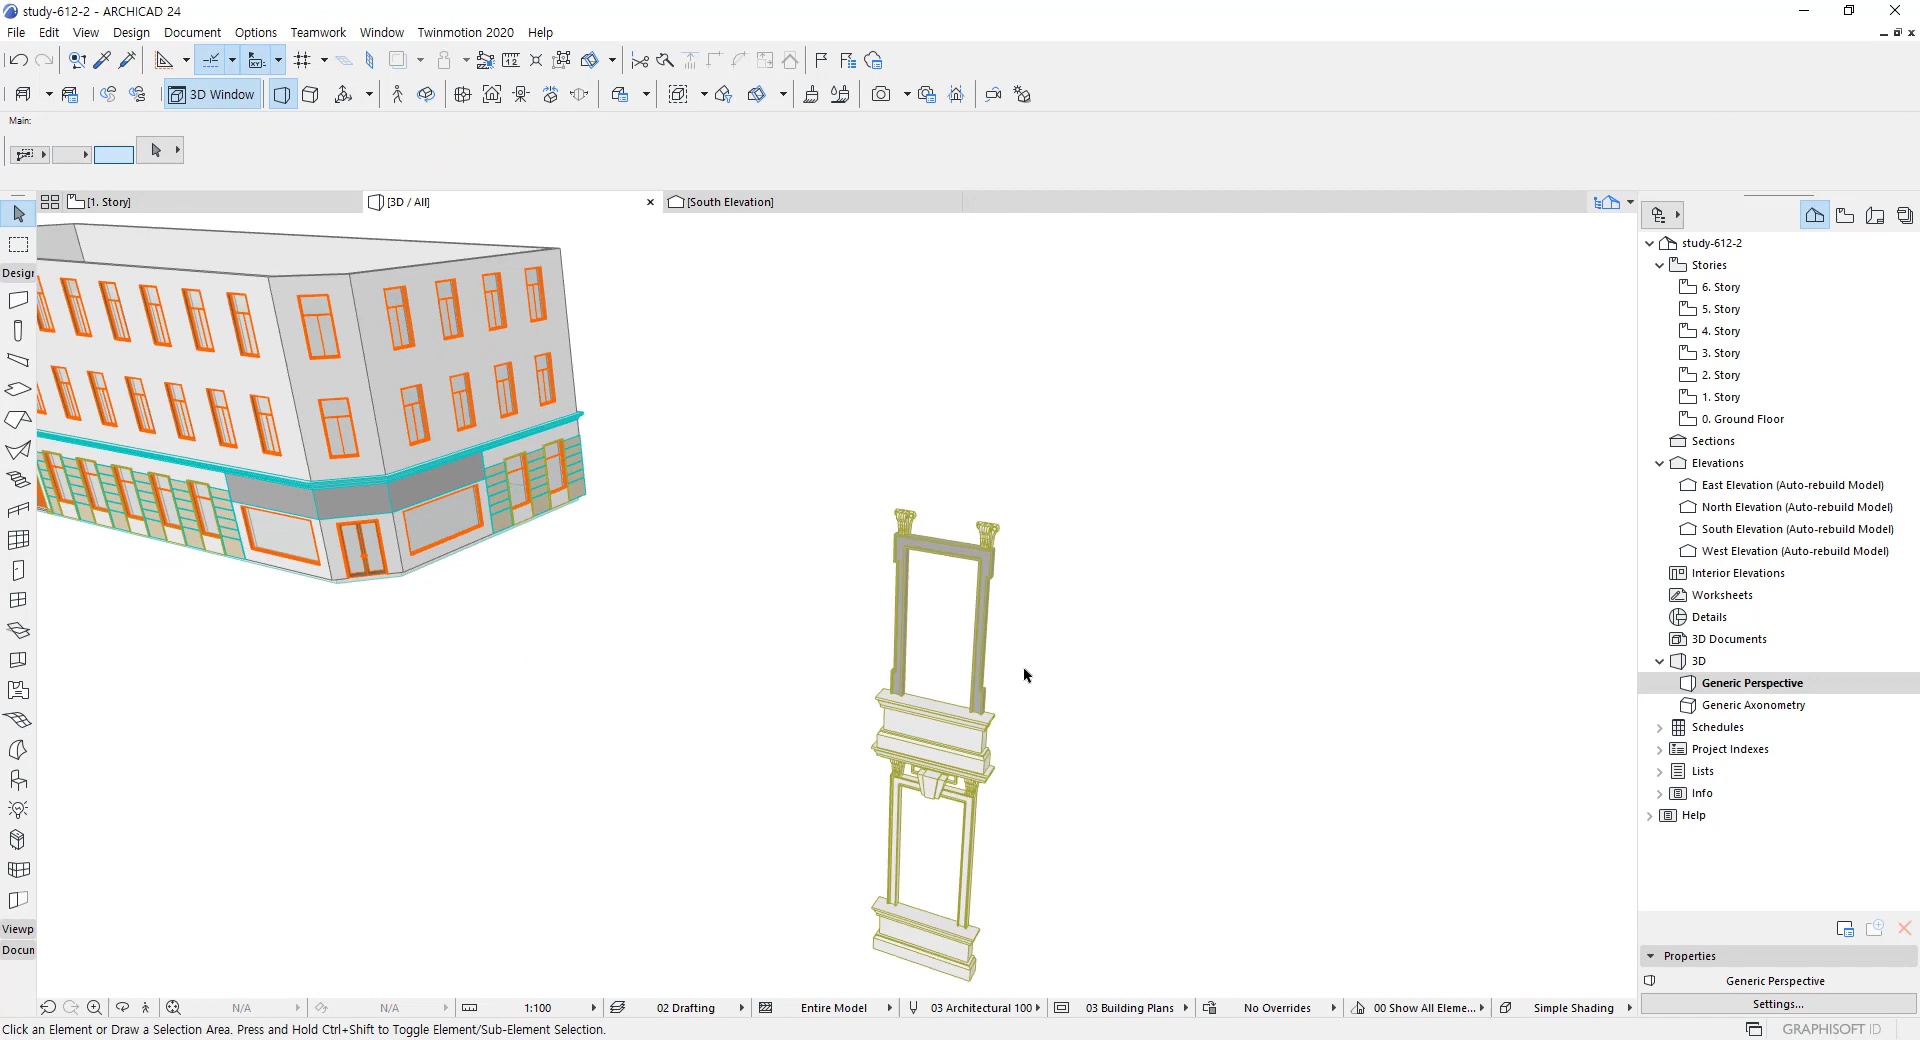 study-612-2 - ARCHICAD 24
File Edit View Design Document Options Teamwork Window Twinmotion 2020 Help
3D Window
Main:
[1. Story]
[3D / All]
[South Elevation]
Desigr
Viewp
Docun
study-612-2
Stories
6. Story
5. Story
4. Story
3. Story
2. Story
1. Story
0. Ground Floor
Sections
Elevations
East Elevation (Auto-rebuild Model)
North Elevation (Auto-rebuild Model)
South Elevation (Auto-rebuild Model)
West Elevation (Auto-rebuild Model)
Interior Elevations
Worksheets
Details
3D Documents
3D
Generic Perspective
Generic Axonometry
Schedules
Project Indexes
Lists
Info
Help
Properties
Generic Perspective
Settings...
N/A N/A 1:100 02 Drafting Entire Model 03 Architectural 100 03 Building Plans No Overrides 00 Show All Eleme... Simple Shading
Click an Element or Draw a Selection Area. Press and Hold Ctrl+Shift to Toggle Element/Sub-Element Selection.
GRAPHISOFT ID